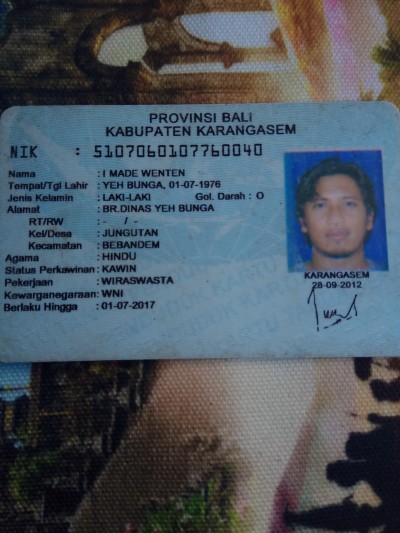 PROVINSI BALI
KABUPATEN KARANGASEM
NIK : 5107060107760040
Nama : I MADE WENTEN
Tempat/Tgl Lahir : YEH BUNGA, 01-07-1976
Jenis Kelamin : LAKI-LAKI Gol. Darah : O
Alamat : BR.DINAS YEH BUNGA
RT/RW : - / -
Kel/Desa : JUNGUTAN
Kecamatan : BEBANDEM
Agama : HINDU
Status Perkawinan : KAWIN
Pekerjaan : WIRASWASTA
Kewarganegaraan : WNI
Berlaku Hingga : 01-07-2017
KARANGASEM
28-09-2012